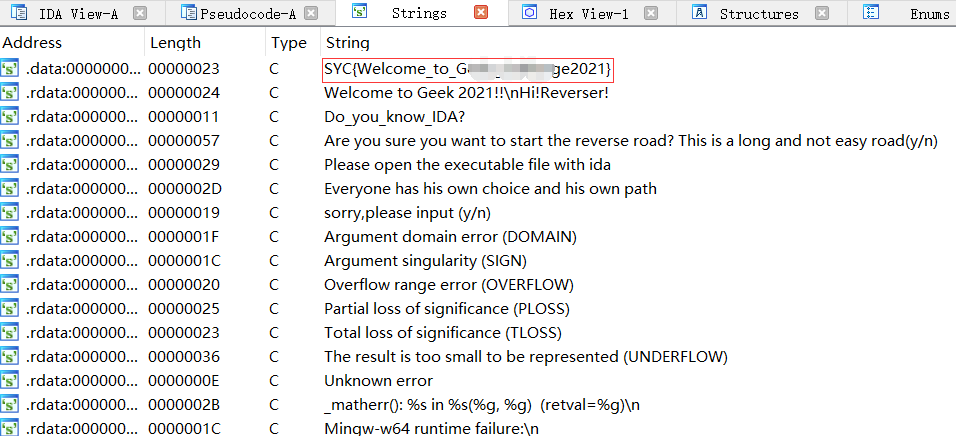 IDA View-A Pseudocode-A Strings Hex View-1 Structures Enums
Address Length Type String
.data:0000000... 00000023 C SYC{Welcome_to_G ge2021}
.rdata:000000... 00000024 C Welcome to Geek 2021!!\nHi!Reverser!
.rdata:000000... 00000011 C Do_you_know_IDA?
.rdata:000000... 00000057 C Are you sure you want to start the reverse road? This is a long and not easy road(y/n)
.rdata:000000... 00000029 C Please open the executable file with ida
.rdata:000000... 0000002D C Everyone has his own choice and his own path
.rdata:000000... 00000019 C sorry,please input (y/n)
.rdata:000000... 0000001F C Argument domain error (DOMAIN)
.rdata:000000... 0000001C C Argument singularity (SIGN)
.rdata:000000... 00000020 C Overflow range error (OVERFLOW)
.rdata:000000... 00000025 C Partial loss of significance (PLOSS)
.rdata:000000... 00000023 C Total loss of significance (TLOSS)
.rdata:000000... 00000036 C The result is too small to be represented (UNDERFLOW)
.rdata:000000... 0000000E C Unknown error
.rdata:000000... 0000002B C _matherr(): %s in %s(%g, %g)  (retval=%g)\n
.rdata:000000... 0000001C C Mingw-w64 runtime failure:\n